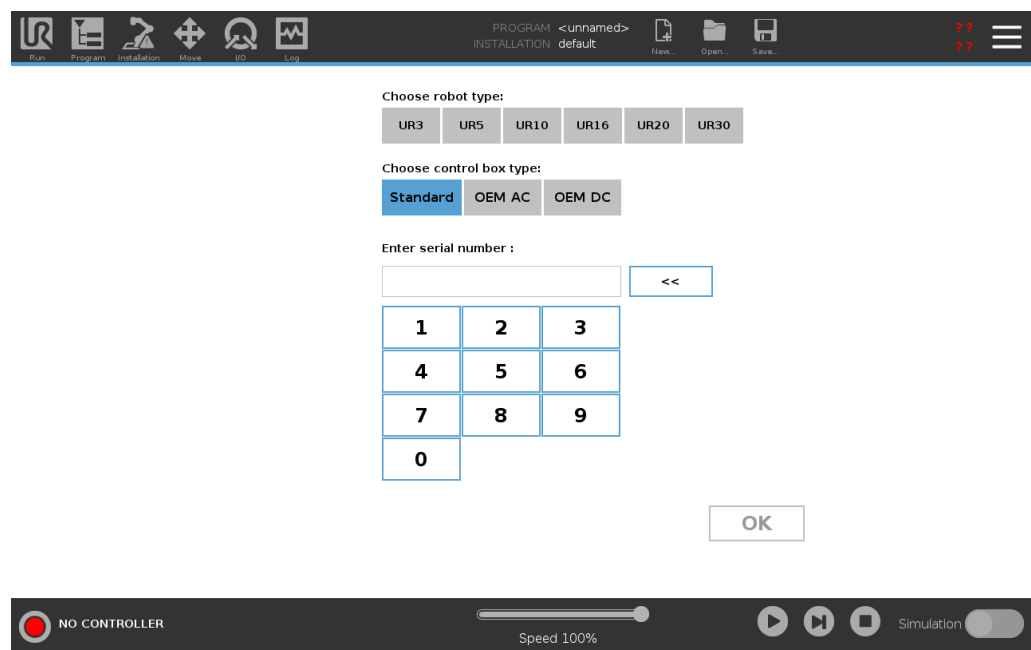 PROGRAM <unnamed>
INSTALLATION default
Run Program Installation Move I/O Log New... Open... Save...
? ?
? ?
Choose robot type:
UR3 UR5 UR10 UR16 UR20 UR30
Choose control box type:
Standard OEM AC OEM DC
Enter serial number :
<<
1 2 3
4 5 6
7 8 9
0
OK
NO CONTROLLER
Speed 100%
Simulation